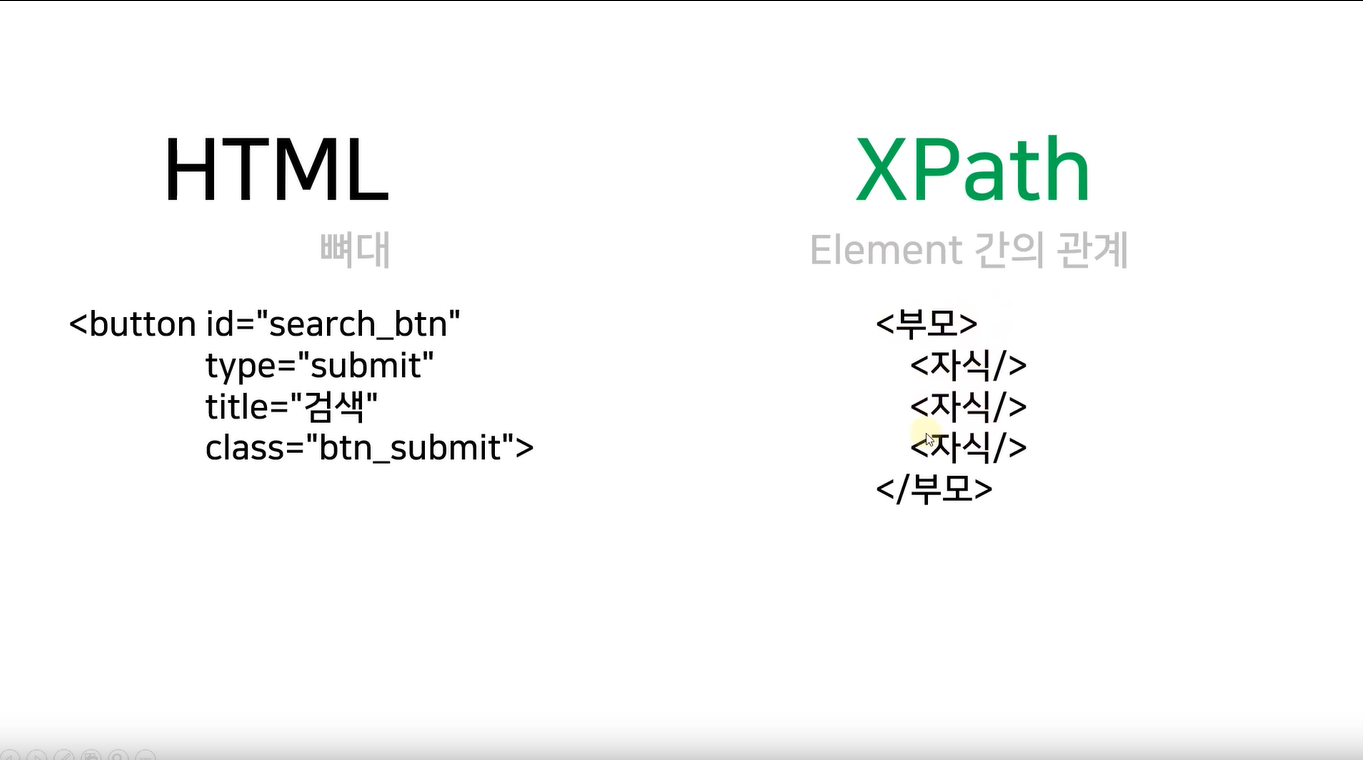 HTML
뼈대
<button id="search_btn"
type="submit"
title="검색"
class="btn_submit">
XPath
Element 간의 관계
<부모>
<자식/>
<자식/>
<자식/>
</부모>